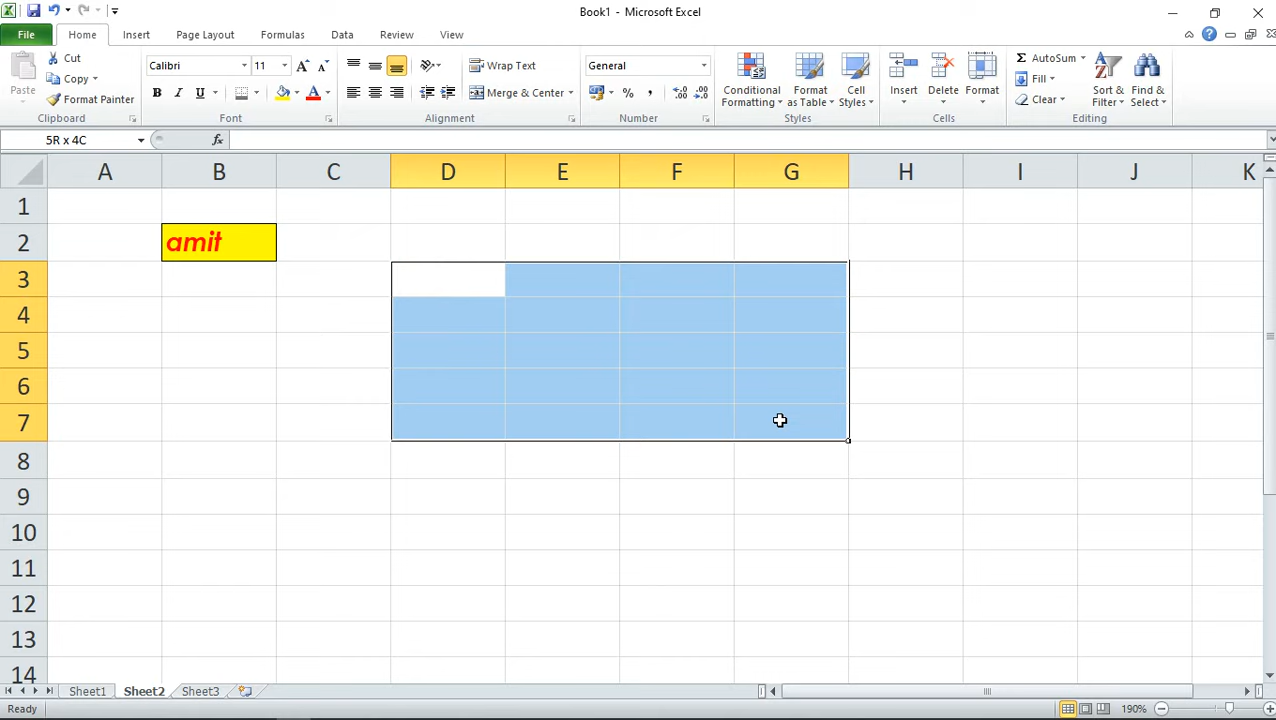 Book1 - Microsoft Excel
File Home Insert Page Layout Formulas Data Review View
Paste
Cut
Copy
Format Painter
Clipboard
Calibri 11 A A
B I U A
Font
Wrap Text
Merge & Center
Alignment
General
% ,
Number
Conditional Formatting
Format as Table
Cell Styles
Styles
Insert
Delete
Format
Cells
Σ AutoSum
Fill
Clear
Sort & Filter
Find & Select
Editing
5R x 4C fx
A B C D E F G H I J K
1
2 amit
3
4
5
6
7
8
9
10
11
12
13
14
Sheet1 Sheet2 Sheet3
Ready 190%